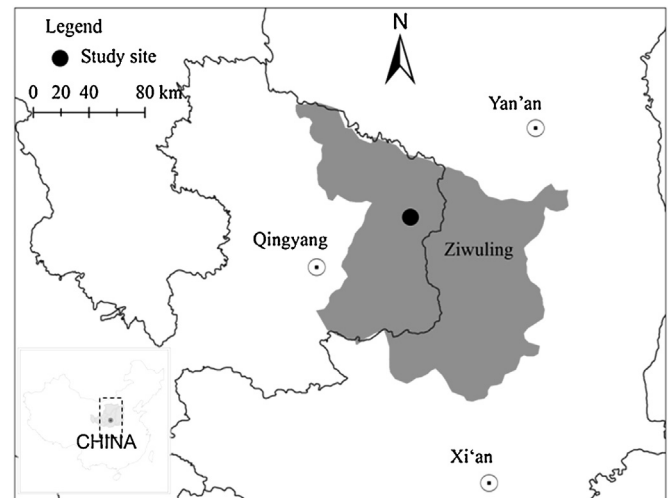 Legend
Study site
0 20 40 80 km
N
Yan'an
Qingyang
Ziwuling
CHINA
Xi‘an